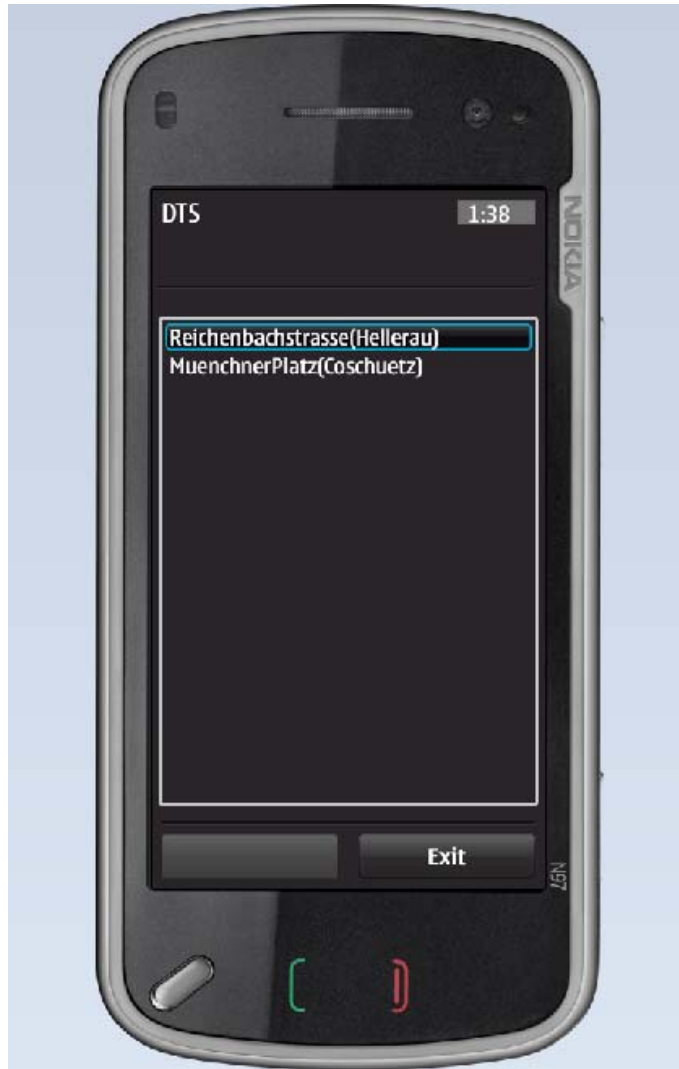 DTS
1:38
NOKIA
Reichenbachstrasse(Hellerau)
MuenchnerPlatz(Coschuetz)
Exit
N97